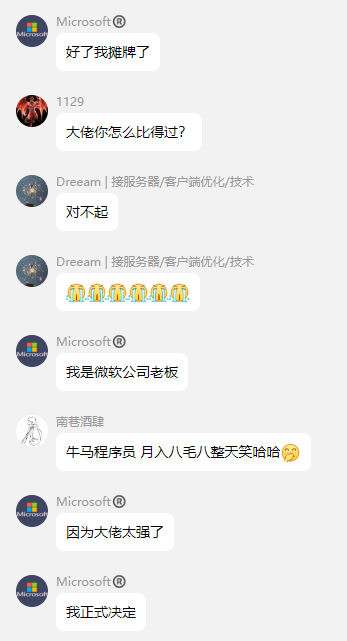 Microsoft®
Microsoft
好了我摊牌了
1129
大佬你怎么比得过？
Dreeam | 接服务器/客户端优化/技术
对不起
Dreeam | 接服务器/客户端优化/技术
😭😭😭😭😭😭
Microsoft®
Microsoft
我是微软公司老板
南巷酒肆
牛马程序员 月入八毛八整天笑哈哈🤭
Microsoft®
Microsoft
因为大佬太强了
Microsoft®
Microsoft
我正式决定